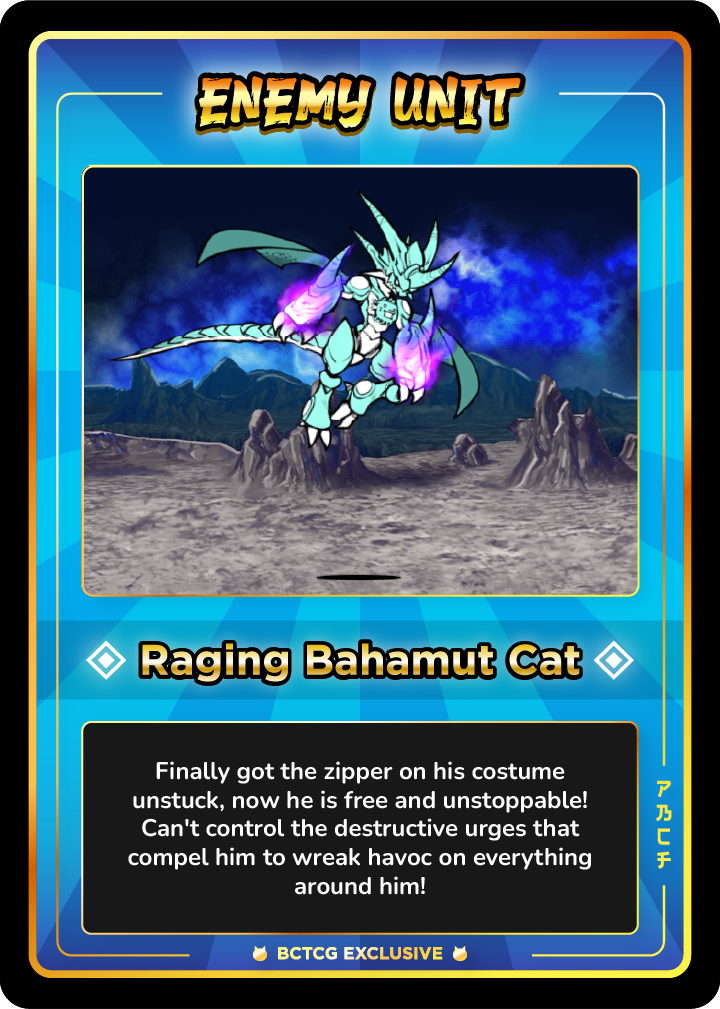 ENEMY UNIT
Raging Bahamut Cat
Finally got the zipper on his costume
unstuck, now he is free and unstoppable!
Can't control the destructive urges that
compel him to wreak havoc on everything
around him!
BCTCG EXCLUSIVE